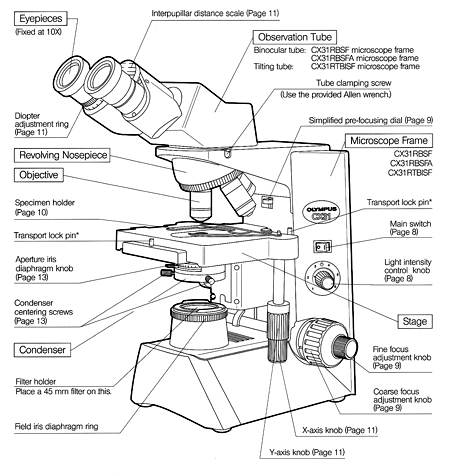 Eyepieces
(Fixed at 10X)
Interpupillar distance scale (Page 11)
Observation Tube
Binocular tube: CX31RBSF microscope frame
CX31RBSFA microscope frame
Tilting tube: CX31RTBISF microscope frame
Tube clamping screw
(Use the provided Allen wrench.)
Diopter
adjustment ring
(Page 11)
Simplified pre-focusing dial (Page 9)
Revolving Nosepiece
Microscope Frame
CX31RBSF
CX31RBSFA
CX31RTBISF
Objective
Specimen holder
(Page 10)
OLYMPUS
CX31
Transport lock pin*
Transport lock pin*
Main switch
(Page 8)
Aperture iris
diaphragm knob
(Page 13)
Light intensity
control knob
(Page 8)
Condenser
centering screws
(Page 13)
Stage
Condenser
Fine focus
adjustment knob
(Page 9)
Filter holder
Place a 45 mm filter on this.
Coarse focus
adjustment knob
(Page 9)
Field iris diaphragm ring
X-axis knob (Page 11)
Y-axis knob (Page 11)